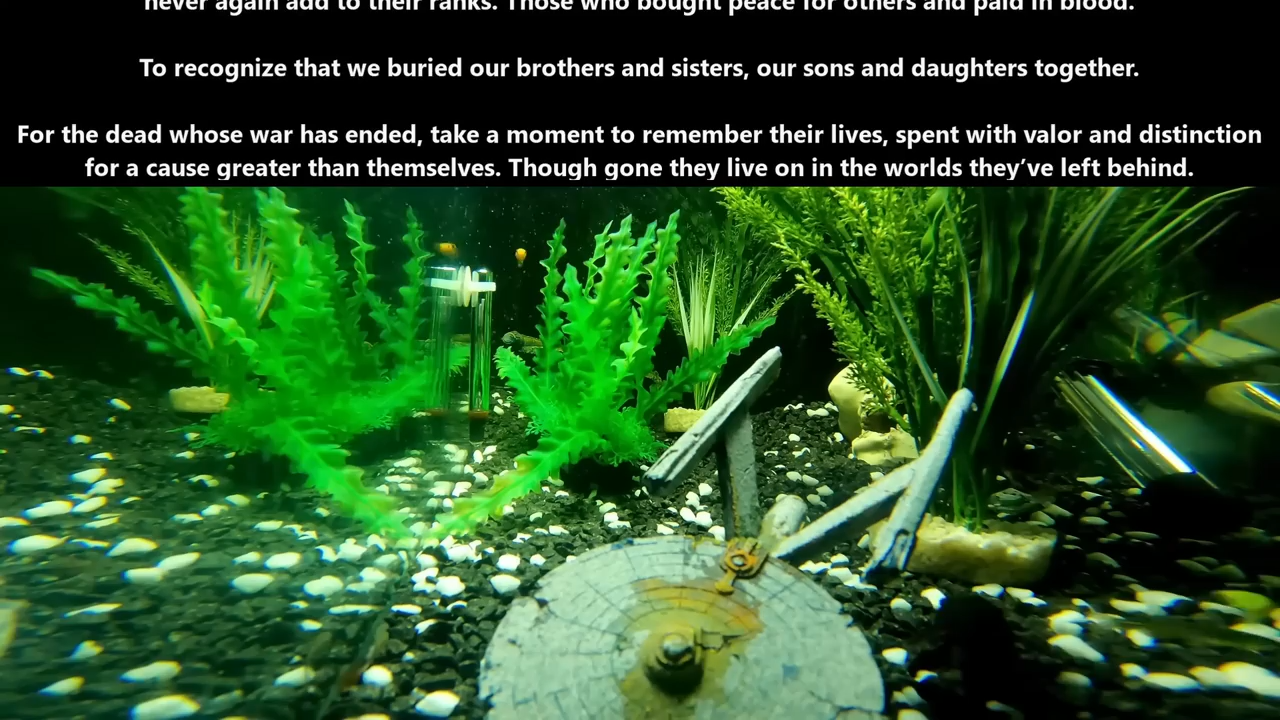 never again add to their ranks. Those who bought peace for others and paid in blood.
To recognize that we buried our brothers and sisters, our sons and daughters together.
For the dead whose war has ended, take a moment to remember their lives, spent with valor and distinction
for a cause greater than themselves. Though gone they live on in the worlds they’ve left behind.